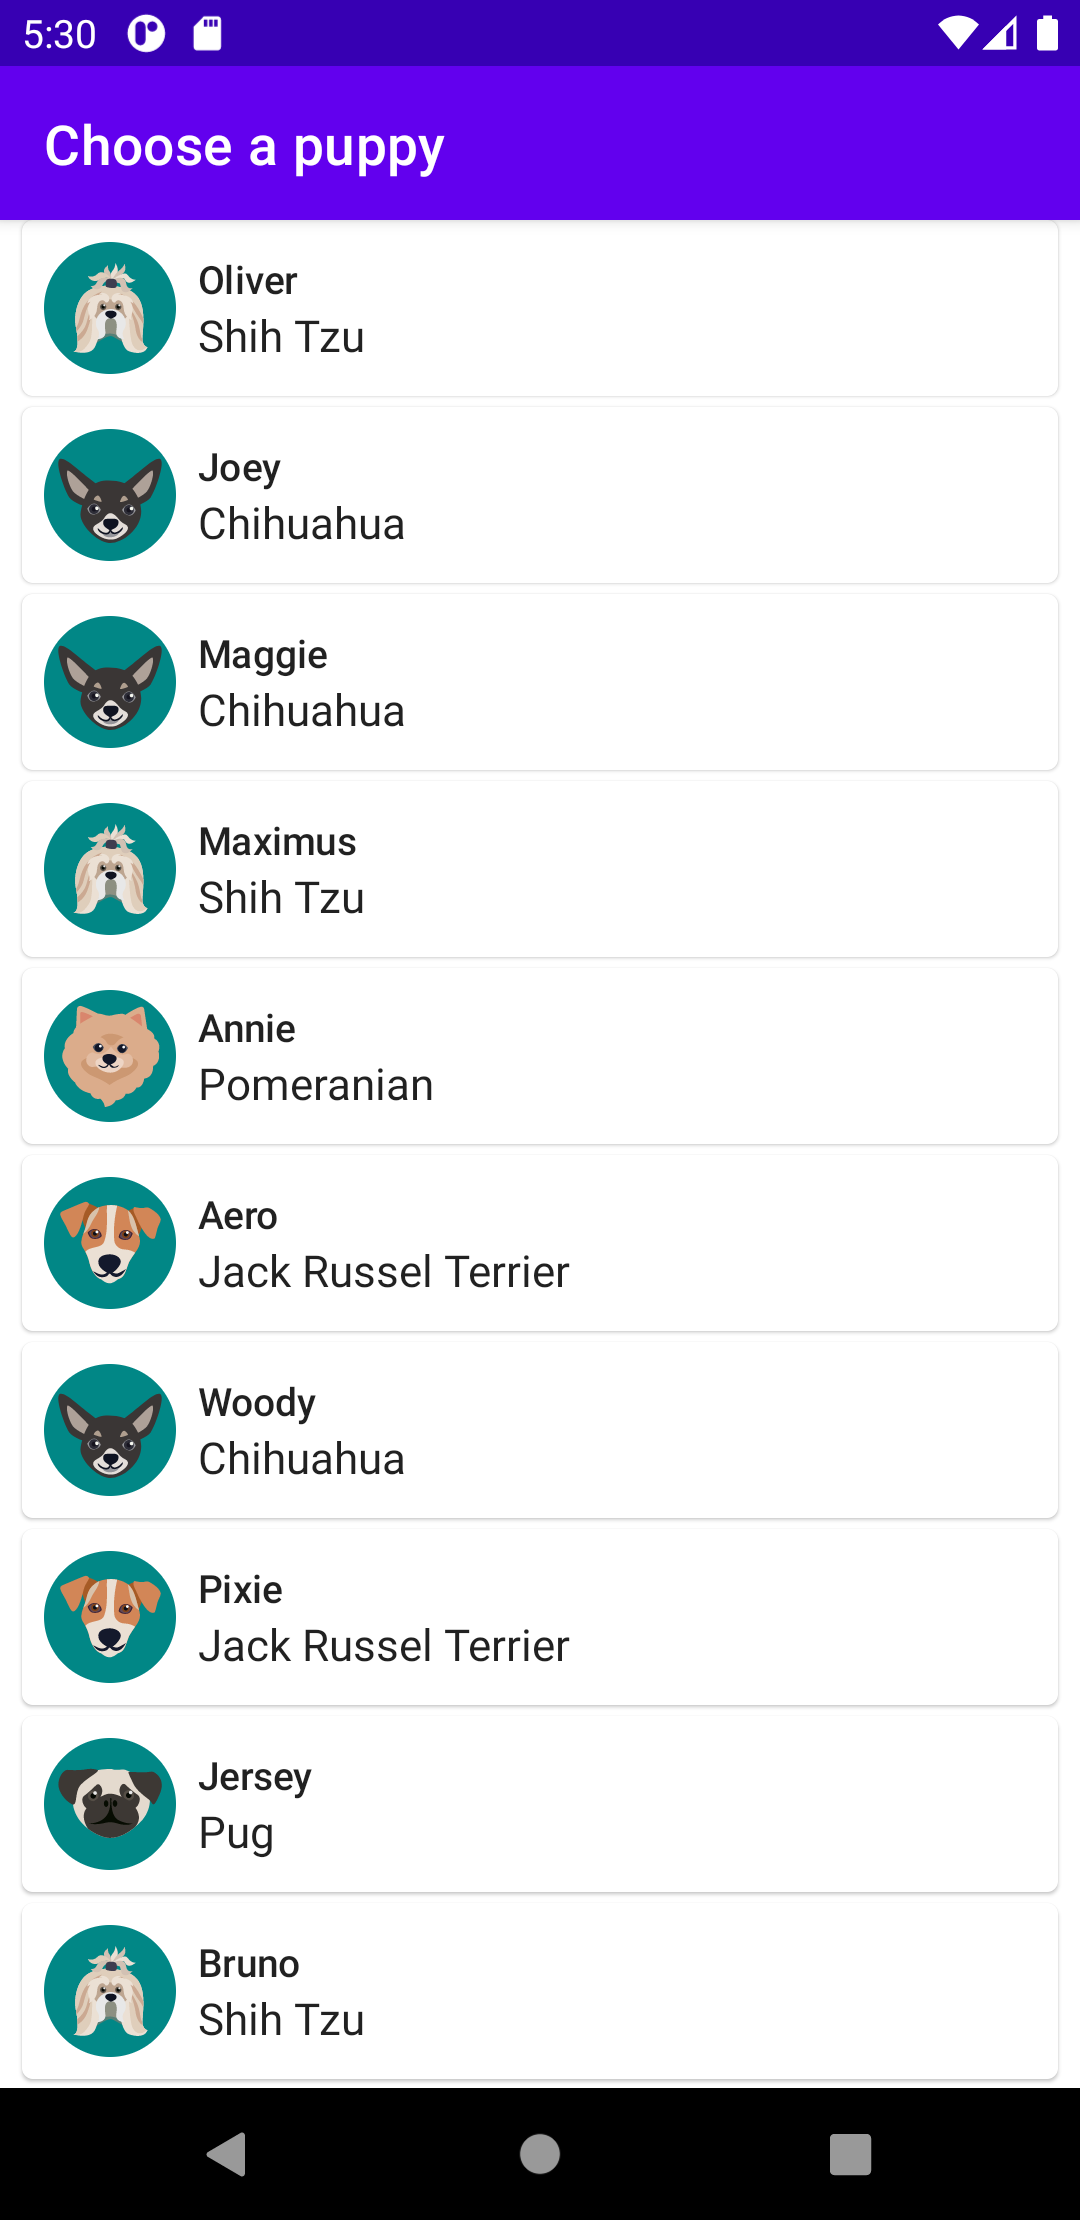 5:30
Choose a puppy
Oliver
Shih Tzu
Joey
Chihuahua
Maggie
Chihuahua
Maximus
Shih Tzu
Annie
Pomeranian
Aero
Jack Russel Terrier
Woody
Chihuahua
Pixie
Jack Russel Terrier
Jersey
Pug
Bruno
Shih Tzu